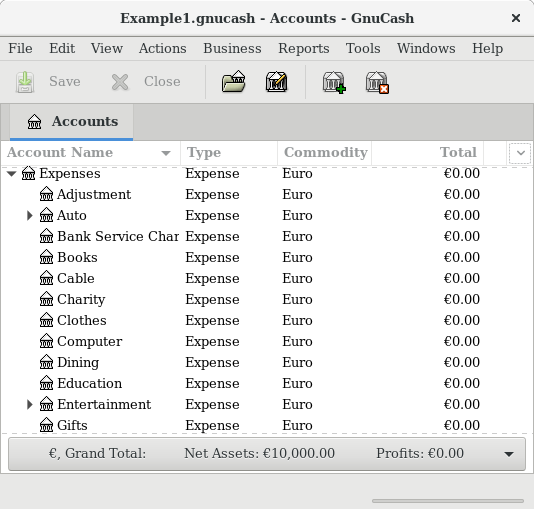 Example1.gnucash - Accounts - GnuCash
File Edit View Actions Business Reports Tools Windows Help
Save Close
Accounts
Account Name Type Commodity Total
Expenses Expense Euro €0.00
Adjustment Expense Euro €0.00
Auto Expense Euro €0.00
Bank Service Char Expense Euro €0.00
Books Expense Euro €0.00
Cable Expense Euro €0.00
Charity Expense Euro €0.00
Clothes Expense Euro €0.00
Computer Expense Euro €0.00
Dining Expense Euro €0.00
Education Expense Euro €0.00
Entertainment Expense Euro €0.00
Gifts Expense Euro €0.00
€, Grand Total: Net Assets: €10,000.00 Profits: €0.00